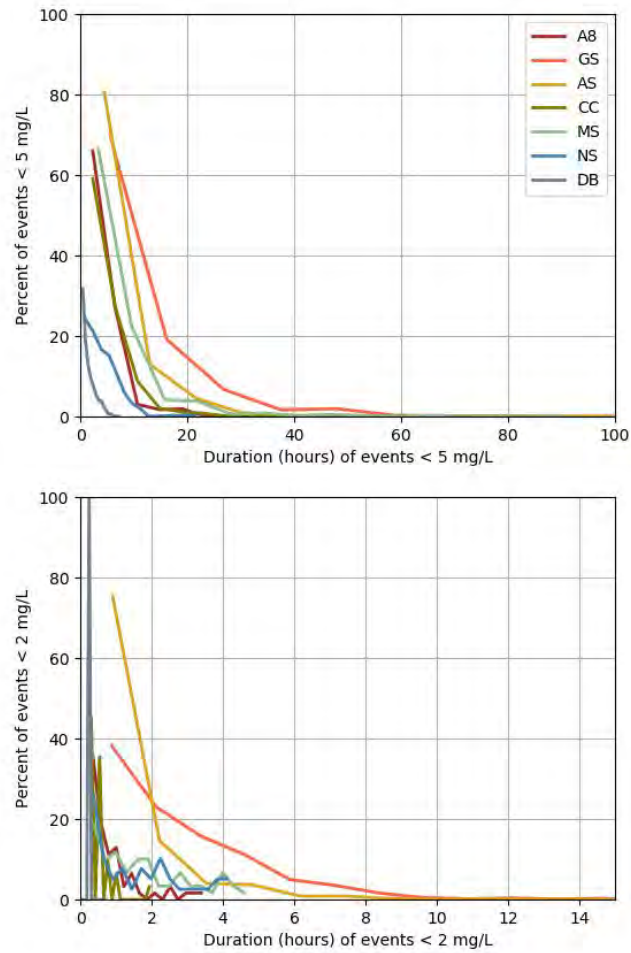 100
80
60
40
20
0
Percent of events < 5 mg/L
A8
GS
AS
CC
MS
NS
DB
0 20 40 60 80 100
Duration (hours) of events < 5 mg/L
100
80
60
40
20
0
Percent of events < 2 mg/L
0 2 4 6 8 10 12 14
Duration (hours) of events < 2 mg/L